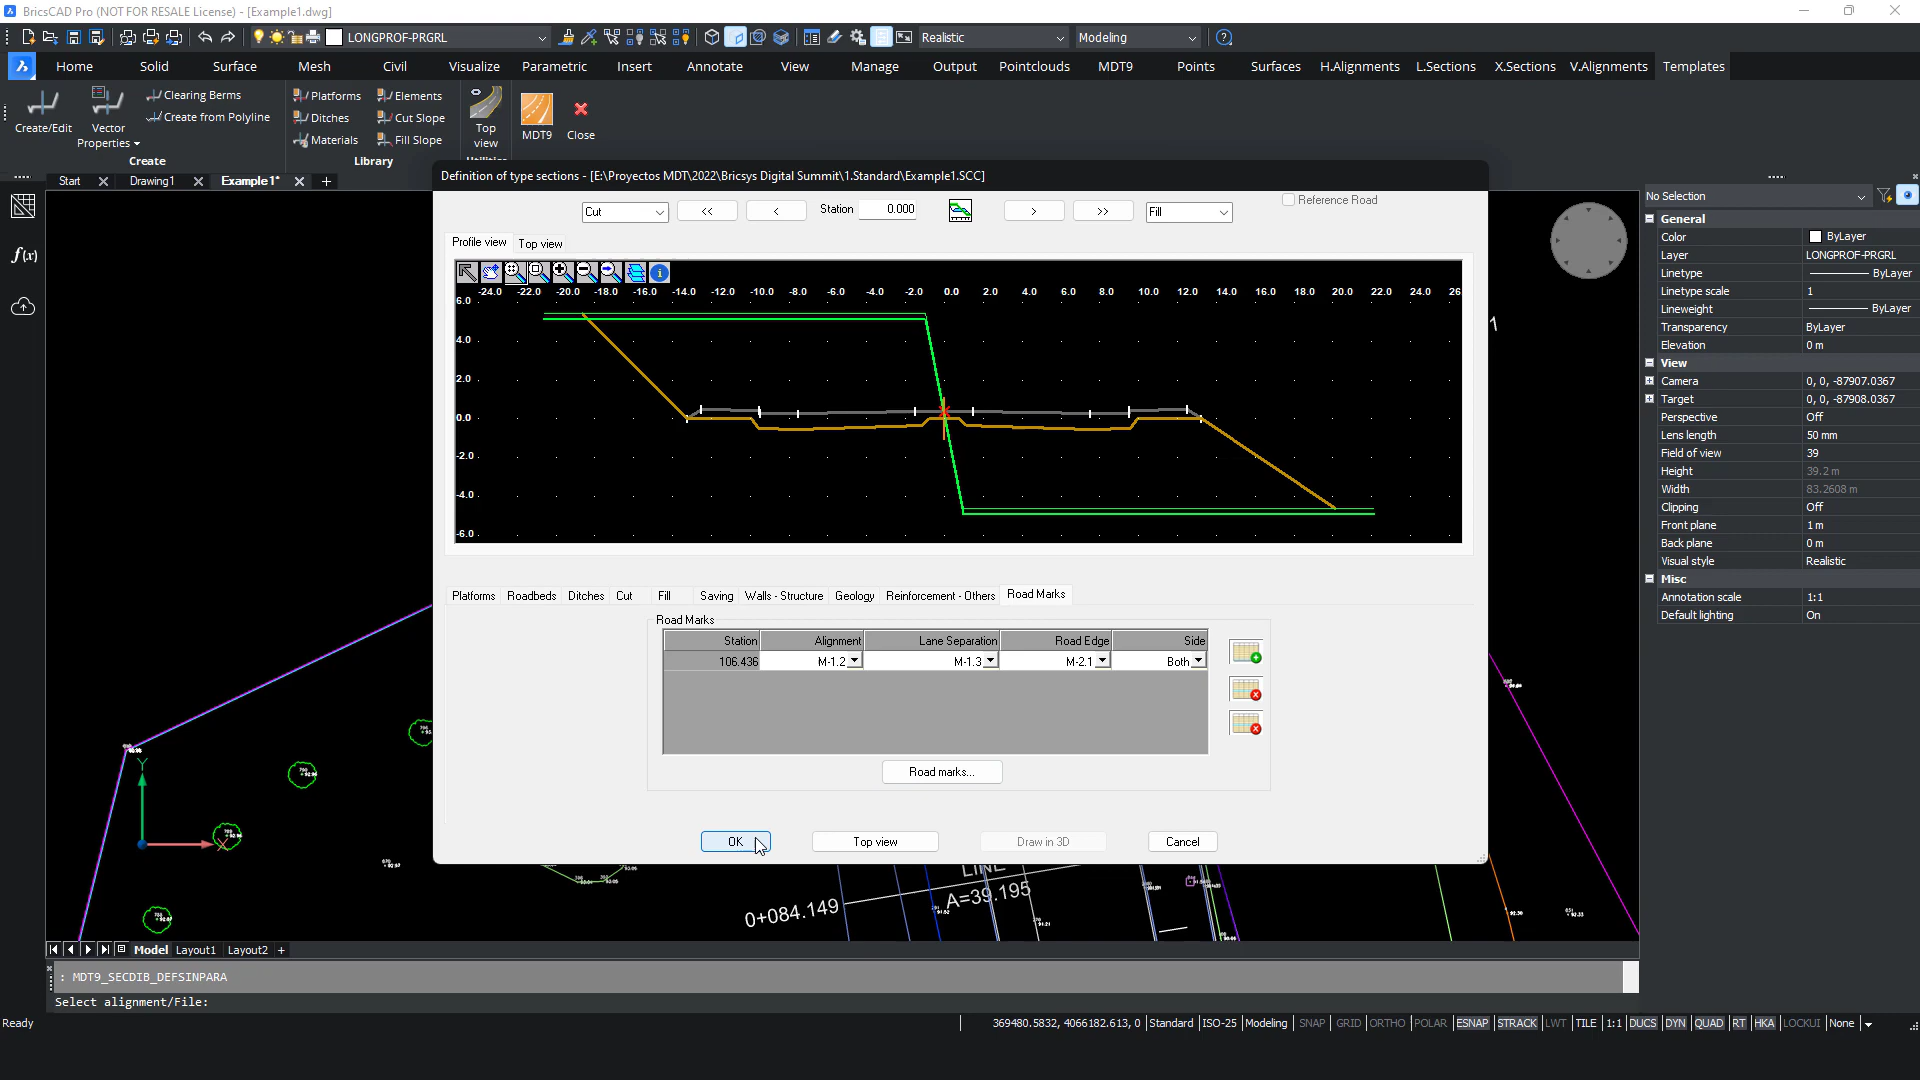 BricsCAD Pro (NOT FOR RESALE License) - [Example1.dwg]
LONGPROF-PRGRL
Realistic
Modeling
Home Solid Surface Mesh Civil Visualize Parametric Insert Annotate View Manage Output Pointclouds MDT9 Points Surfaces H.Alignments L.Sections X.Sections V.Alignments Templates
Create/Edit
Vector
Properties
Clearing Berms
Create from Polyline
Create
Platforms
Ditches
Materials
Elements
Cut Slope
Fill Slope
Library
Top
view
MDT9
Close
Start
Drawing1
Example1*
Definition of type sections - [E:\Proyectos MDT\2022\Bricsys Digital Summit\1.Standard\Example1.SCC]
Cut
<<
<
Station
0.000
>
>>
Fill
Reference Road
Profile view
Top view
-24.0 -22.0 -20.0 -18.0 -16.0 -14.0 -12.0 -10.0 -8.0 -6.0 -4.0 -2.0 0.0 2.0 4.0 6.0 8.0 10.0 12.0 14.0 16.0 18.0 20.0 22.0 24.0 26
6.0
4.0
2.0
0.0
-2.0
-4.0
-6.0
Platforms Roadbeds Ditches Cut Fill Saving Walls - Structure Geology Reinforcement - Others Road Marks
Road Marks
Station Alignment Lane Separation Road Edge Side
106.436 M-1.2 M-1.3 M-2.1 Both
Road marks...
OK
Top view
Draw in 3D
Cancel
Y
X
LINE
0+084.149
A=39.195
1
No Selection
General
Color ByLayer
Layer LONGPROF-PRGRL
Linetype ByLayer
Linetype scale 1
Lineweight ByLayer
Transparency ByLayer
Elevation 0 m
View
Camera 0, 0, -87907.0367
Target 0, 0, -87908.0367
Perspective Off
Lens length 50 mm
Field of view 39
Height 39.2 m
Width 83.2608 m
Clipping Off
Front plane 1 m
Back plane 0 m
Visual style Realistic
Misc
Annotation scale 1:1
Default lighting On
Model Layout1 Layout2 +
: MDT9_SECDIB_DEFSINPARA
Select alignment/File:
Ready
369480.5832, 4066182.613, 0 Standard ISO-25 Modeling SNAP GRID ORTHO POLAR ESNAP STRACK LWT TILE 1:1 DUCS DYN QUAD RT HKA LOCKUI None